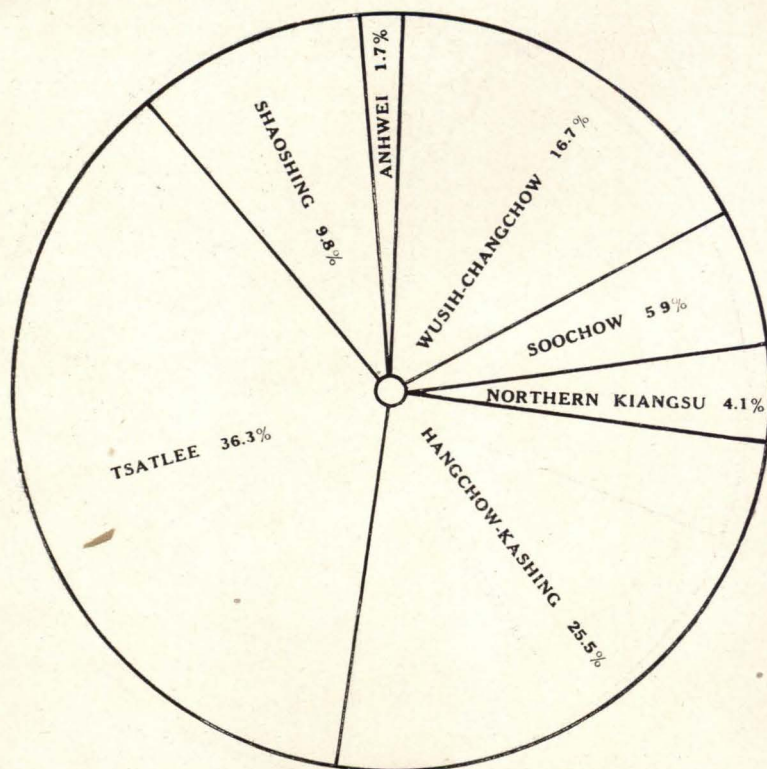 ANHWEI 1.7%
WUSIH-CHANGCHOW 16.7%
SOOCHOW 5 9%
NORTHERN KIANGSU 4.1%
HANGCHOW-KASHING 25.5%
TSATLEE 36.3%
SHAOSHING 9.8%